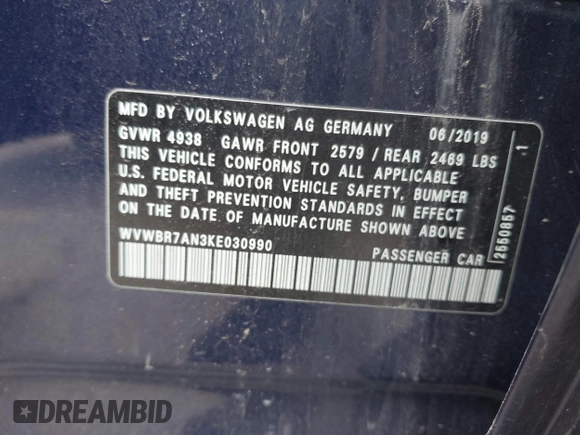 MFD BY VOLKSWAGEN AG GERMANY 06/2019
GVWR 4938 GAWR FRONT 2579 / REAR 2469 LBS
THIS VEHICLE CONFORMS TO ALL APPLICABLE
U.S. FEDERAL MOTOR VEHICLE SAFETY, BUMPER
AND THEFT PREVENTION STANDARDS IN EFFECT
ON THE DATE OF MANUFACTURE SHOWN ABOVE
WVWBR7AN3KE030990
PASSENGER CAR
2550857 -1
DREAMBID